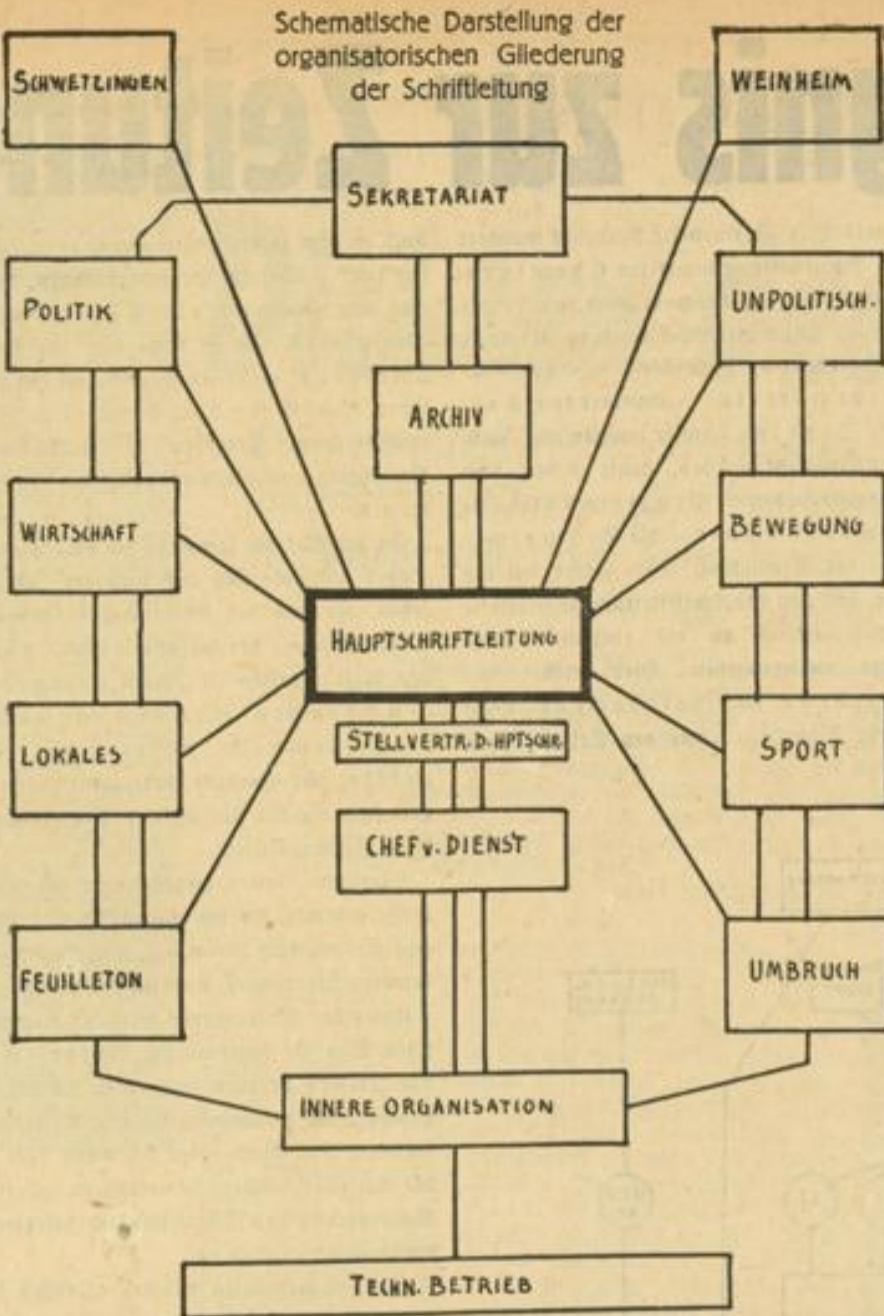 Schematische Darstellung der
organisatorischen Gliederung
der Schriftleitung
SCHWETZINGEN
WEINHEIM
SEKRETARIAT
POLITIK
UNPOLITISCH.
ARCHIV
WIRTSCHAFT
BEWEGUNG
HAUPTSCHRIFTLEITUNG
STELLVERTR. D. HPTSCHR.
LOKALES
SPORT
CHEF v. DIENST
FEUILLETON
UMBRUCH
INNERE ORGANISATION
TECHN. BETRIEB